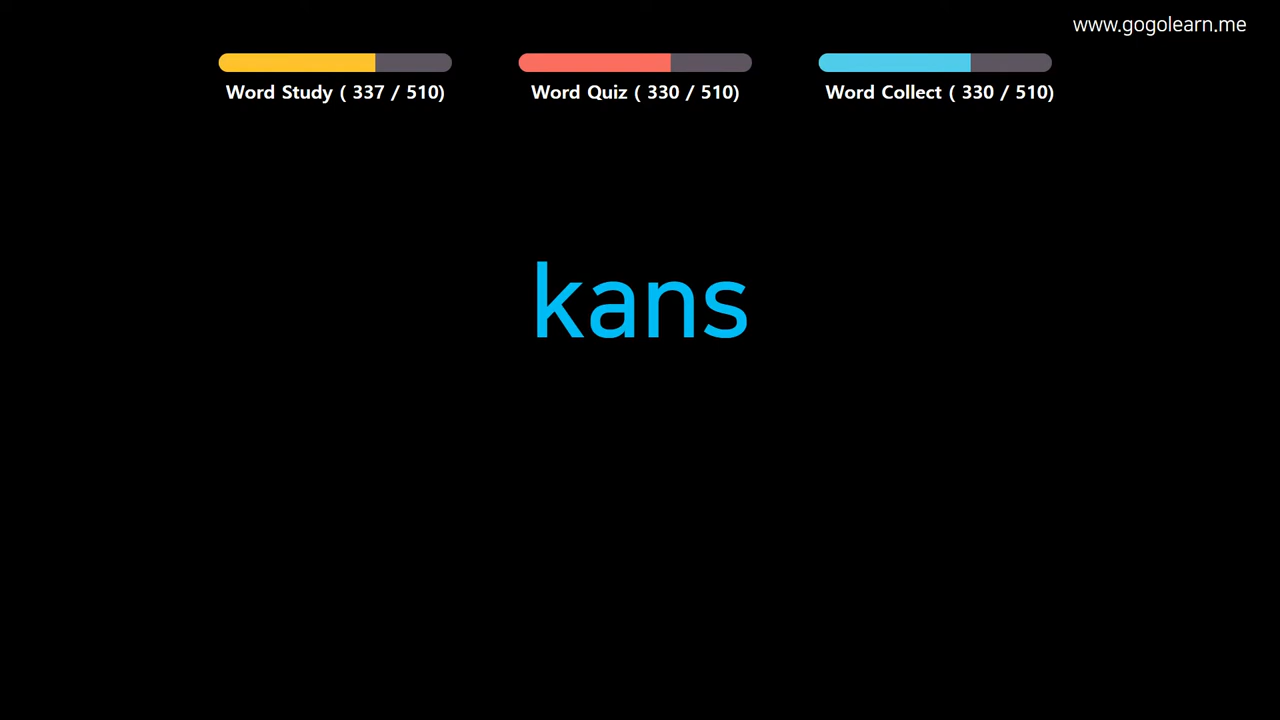 www.gogolearn.me
Word Study ( 337 / 510)
Word Quiz ( 330 / 510)
Word Collect ( 330 / 510)
kans